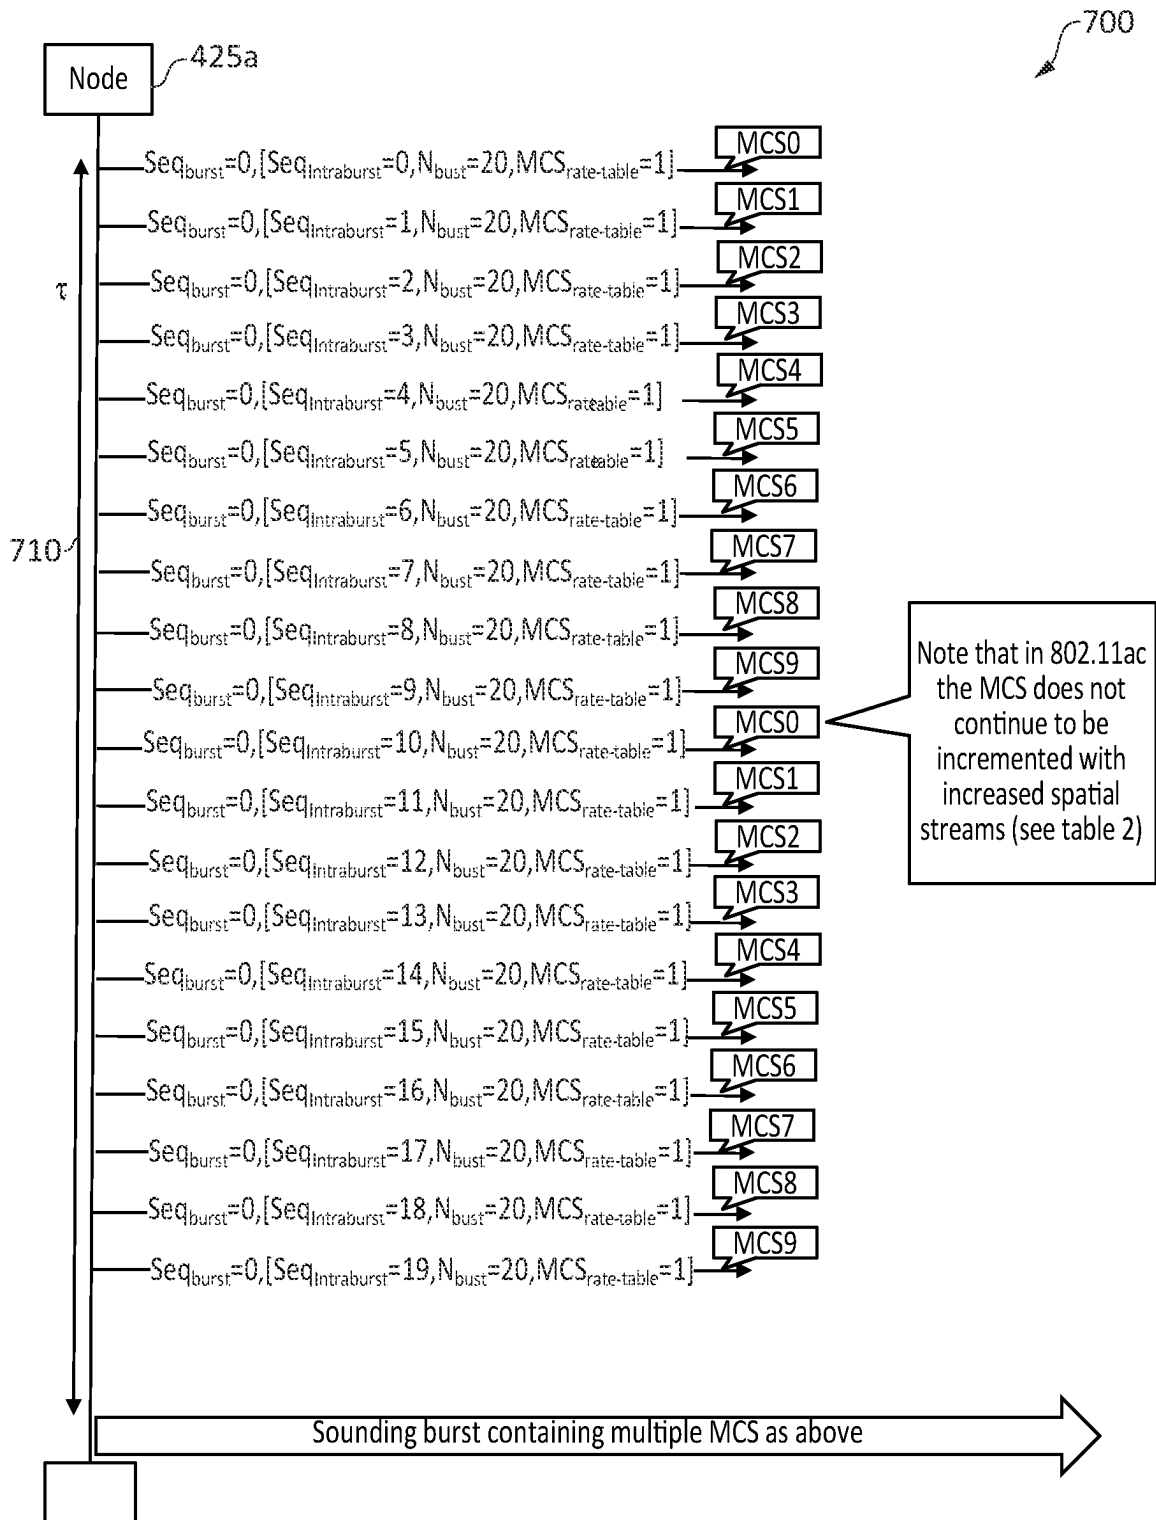 700
Node
425a
Seqburst=0,[SeqIntraburst=0,Nbust=20,MCSrate-table=1]
MCS0
Seqburst=0,[SeqIntraburst=1,Nbust=20,MCSrate-table=1]
MCS1
τ
Seqburst=0,[SeqIntraburst=2,Nbust=20,MCSrate-table=1]
MCS2
Seqburst=0,[SeqIntraburst=3,Nbust=20,MCSrate-table=1]
MCS3
Seqburst=0,[SeqIntraburst=4,Nbust=20,MCSratetable=1]
MCS4
Seqburst=0,[SeqIntraburst=5,Nbust=20,MCSratetable=1]
MCS5
Seqburst=0,[SeqIntraburst=6,Nbust=20,MCSrate-table=1]
MCS6
710
Seqburst=0,[SeqIntraburst=7,Nbust=20,MCSrate-table=1]
MCS7
Seqburst=0,[SeqIntraburst=8,Nbust=20,MCSrate-table=1]
MCS8
Seqburst=0,[SeqIntraburst=9,Nbust=20,MCSrate-table=1]
MCS9
Seqburst=0,[SeqIntraburst=10,Nbust=20,MCSrate-table=1]
MCS0
Note that in 802.11ac
the MCS does not
continue to be
incremented with
increased spatial
streams (see table 2)
Seqburst=0,[SeqIntraburst=11,Nbust=20,MCSrate-table=1]
MCS1
Seqburst=0,[SeqIntraburst=12,Nbust=20,MCSrate-table=1]
MCS2
Seqburst=0,[SeqIntraburst=13,Nbust=20,MCSrate-table=1]
MCS3
Seqburst=0,[SeqIntraburst=14,Nbust=20,MCSrate-table=1]
MCS4
Seqburst=0,[SeqIntraburst=15,Nbust=20,MCSrate-table=1]
MCS5
Seqburst=0,[SeqIntraburst=16,Nbust=20,MCSrate-table=1]
MCS6
Seqburst=0,[SeqIntraburst=17,Nbust=20,MCSrate-table=1]
MCS7
Seqburst=0,[SeqIntraburst=18,Nbust=20,MCSrate-table=1]
MCS8
Seqburst=0,[SeqIntraburst=19,Nbust=20,MCSrate-table=1]
MCS9
Sounding burst containing multiple MCS as above